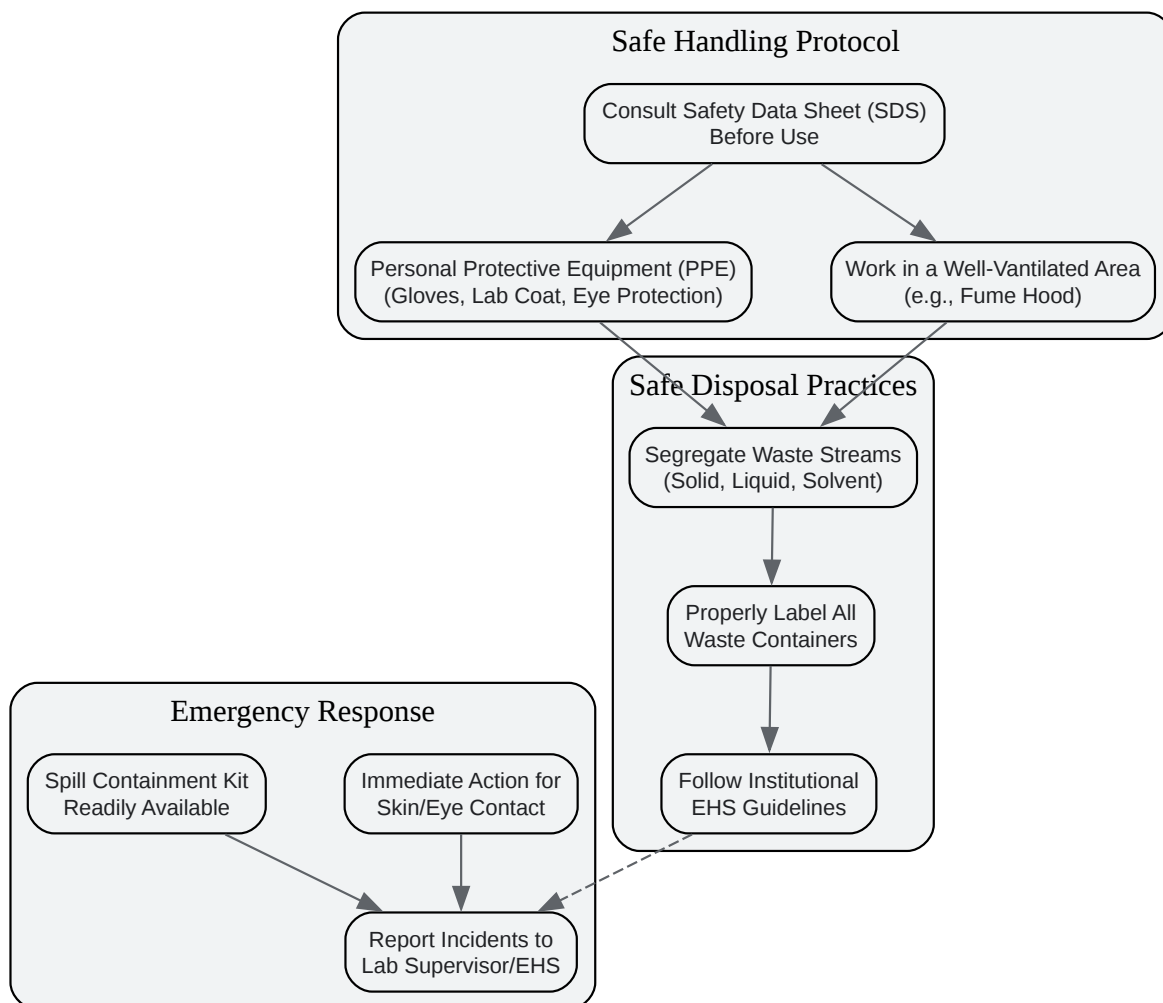 Safe Handling Protocol
Consult Safety Data Sheet (SDS)
Before Use
Personal Protective Equipment (PPE)
(Gloves, Lab Coat, Eye Protection)
Work in a Well-Vantilated Area
(e.g., Fume Hood)
Safe Disposal Practices
Segregate Waste Streams
(Solid, Liquid, Solvent)
Properly Label All
Waste Containers
Emergency Response
Spill Containment Kit
Readily Available
Immediate Action for
Skin/Eye Contact
Follow Institutional
EHS Guidelines
Report Incidents to
Lab Supervisor/EHS